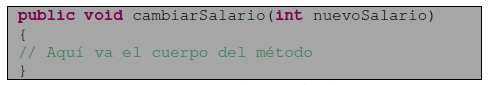 public void cambiarSalario(int nuevoSalario)
{
// Aquí va el cuerpo del método
}